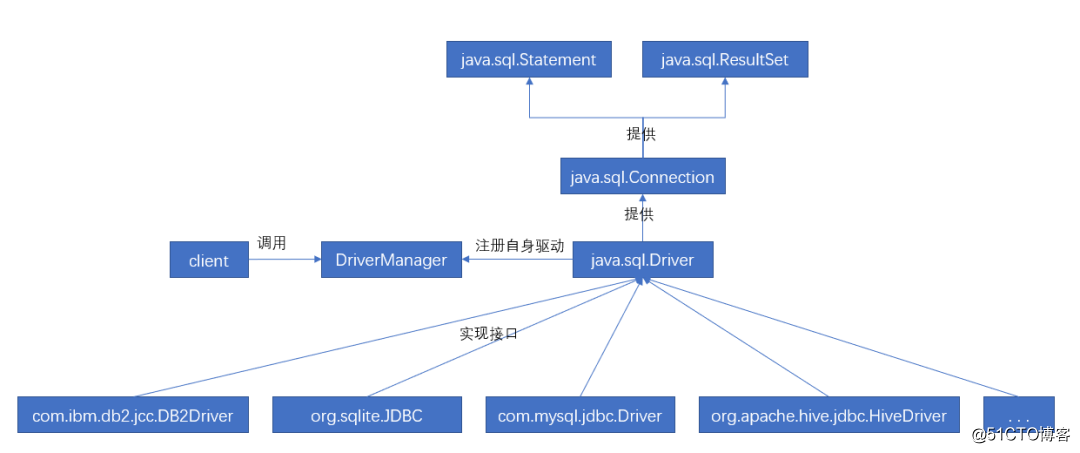 java.sql.Statement
java.sql.ResultSet
提供
java.sql.Connection
提供
调用
注册自身驱动
client
DriverManager
java.sql.Driver
实现接口
com.ibm.db2.jcc.DB2Driver
org.sqlite.JDBC
com.mysql.jdbc.Driver
org.apache.hive.jdbc.HiveDriver
...
@51CTO博客